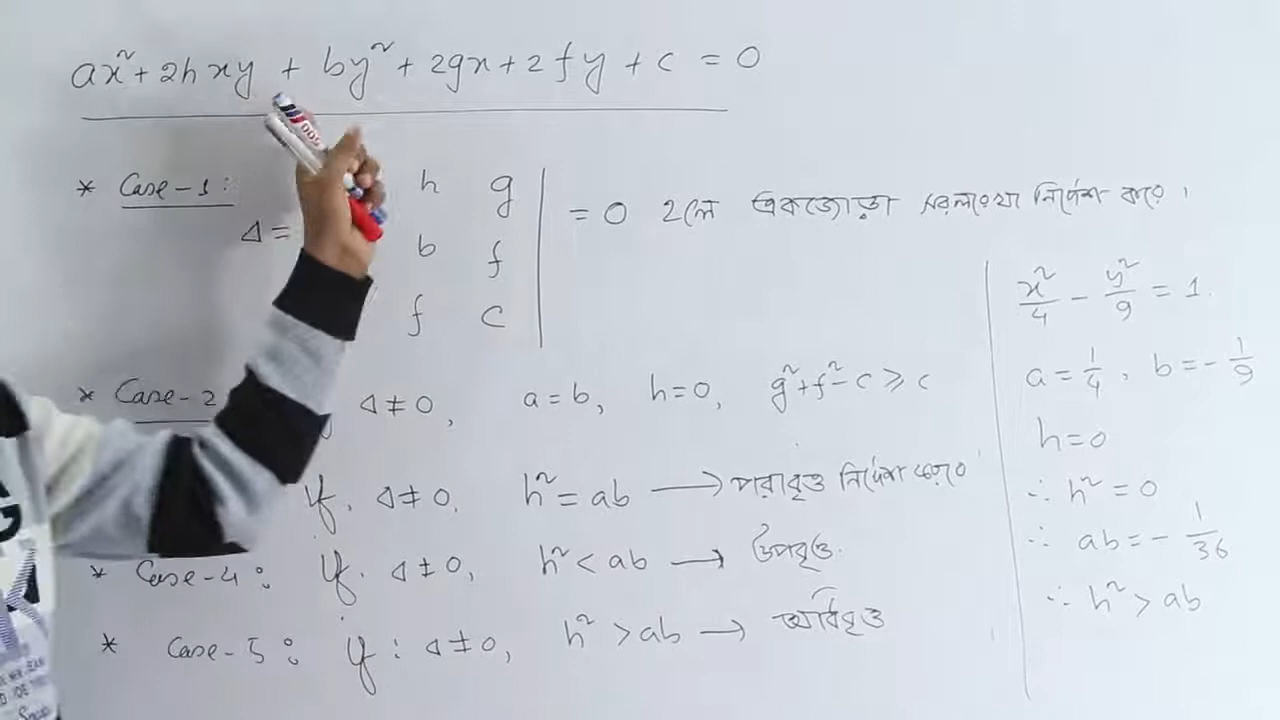 ax² + 2hxy + by² + 2gx + 2fy + c = 0
* Case-1:
Δ =
h g
b f
f c
= 0 হলে একজোড়া সরলরেখা নির্দেশ করে।
* Case-2 Δ ≠ 0, a = b, h = 0, g² + f² - c ≥ c
if. Δ ≠ 0, h² = ab → পরাবৃত্ত নির্দেশ করে
* Case-4: if. Δ ≠ 0, h² < ab → উপবৃত্ত.
* Case-5: if: Δ ≠ 0, h² > ab → অধিবৃত্ত
x²/4 - y²/9 = 1.
a = 1/4, b = - 1/9
h = 0
∴ h² = 0
∴ ab = - 1/36
∴ h² > ab